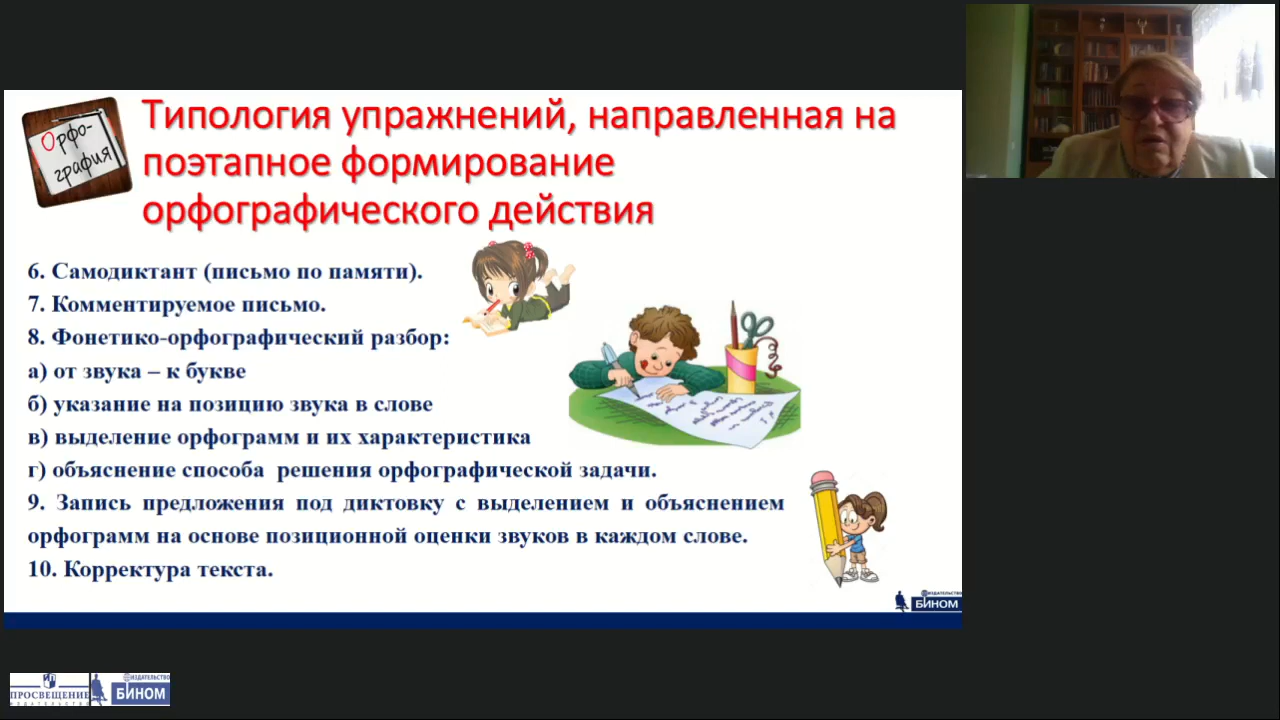 Орфо-
графия
Типология упражнений, направленная на
поэтапное формирование
орфографического действия
6. Самодиктант (письмо по памяти).
7. Комментируемое письмо.
8. Фонетико-орфографический разбор:
а) от звука – к букве
б) указание на позицию звука в слове
в) выделение орфограмм и их характеристика
г) объяснение способа решения орфографической задачи.
9. Запись предложения под диктовку с выделением и объяснением
орфограмм на основе позиционной оценки звуков в каждом слове.
10. Корректура текста.
ИЗДАТЕЛЬСТВО
БИНОМ
ПРОСВЕЩЕНИЕ
ИЗДАТЕЛЬСТВО
ИЗДАТЕЛЬСТВО
БИНОМ